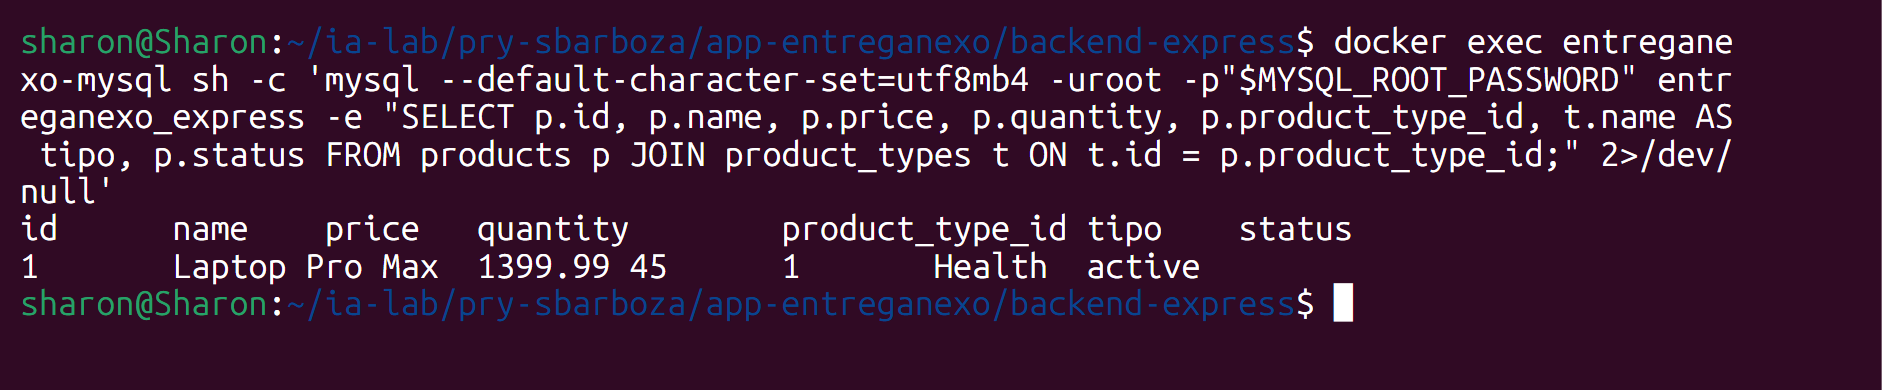 sharon@Sharon:~/ia-lab/pry-sbarboza/app-entreganexo/backend-express$ docker exec entregane
xo-mysql sh -c 'mysql --default-character-set=utf8mb4 -uroot -p"$MYSQL_ROOT_PASSWORD" entr
eganexo_express -e "SELECT p.id, p.name, p.price, p.quantity, p.product_type_id, t.name AS
 tipo, p.status FROM products p JOIN product_types t ON t.id = p.product_type_id;" 2>/dev/
null'
id      name    price   quantity        product_type_id tipo    status
1       Laptop Pro Max  1399.99 45      1       Health  active
sharon@Sharon:~/ia-lab/pry-sbarboza/app-entreganexo/backend-express$